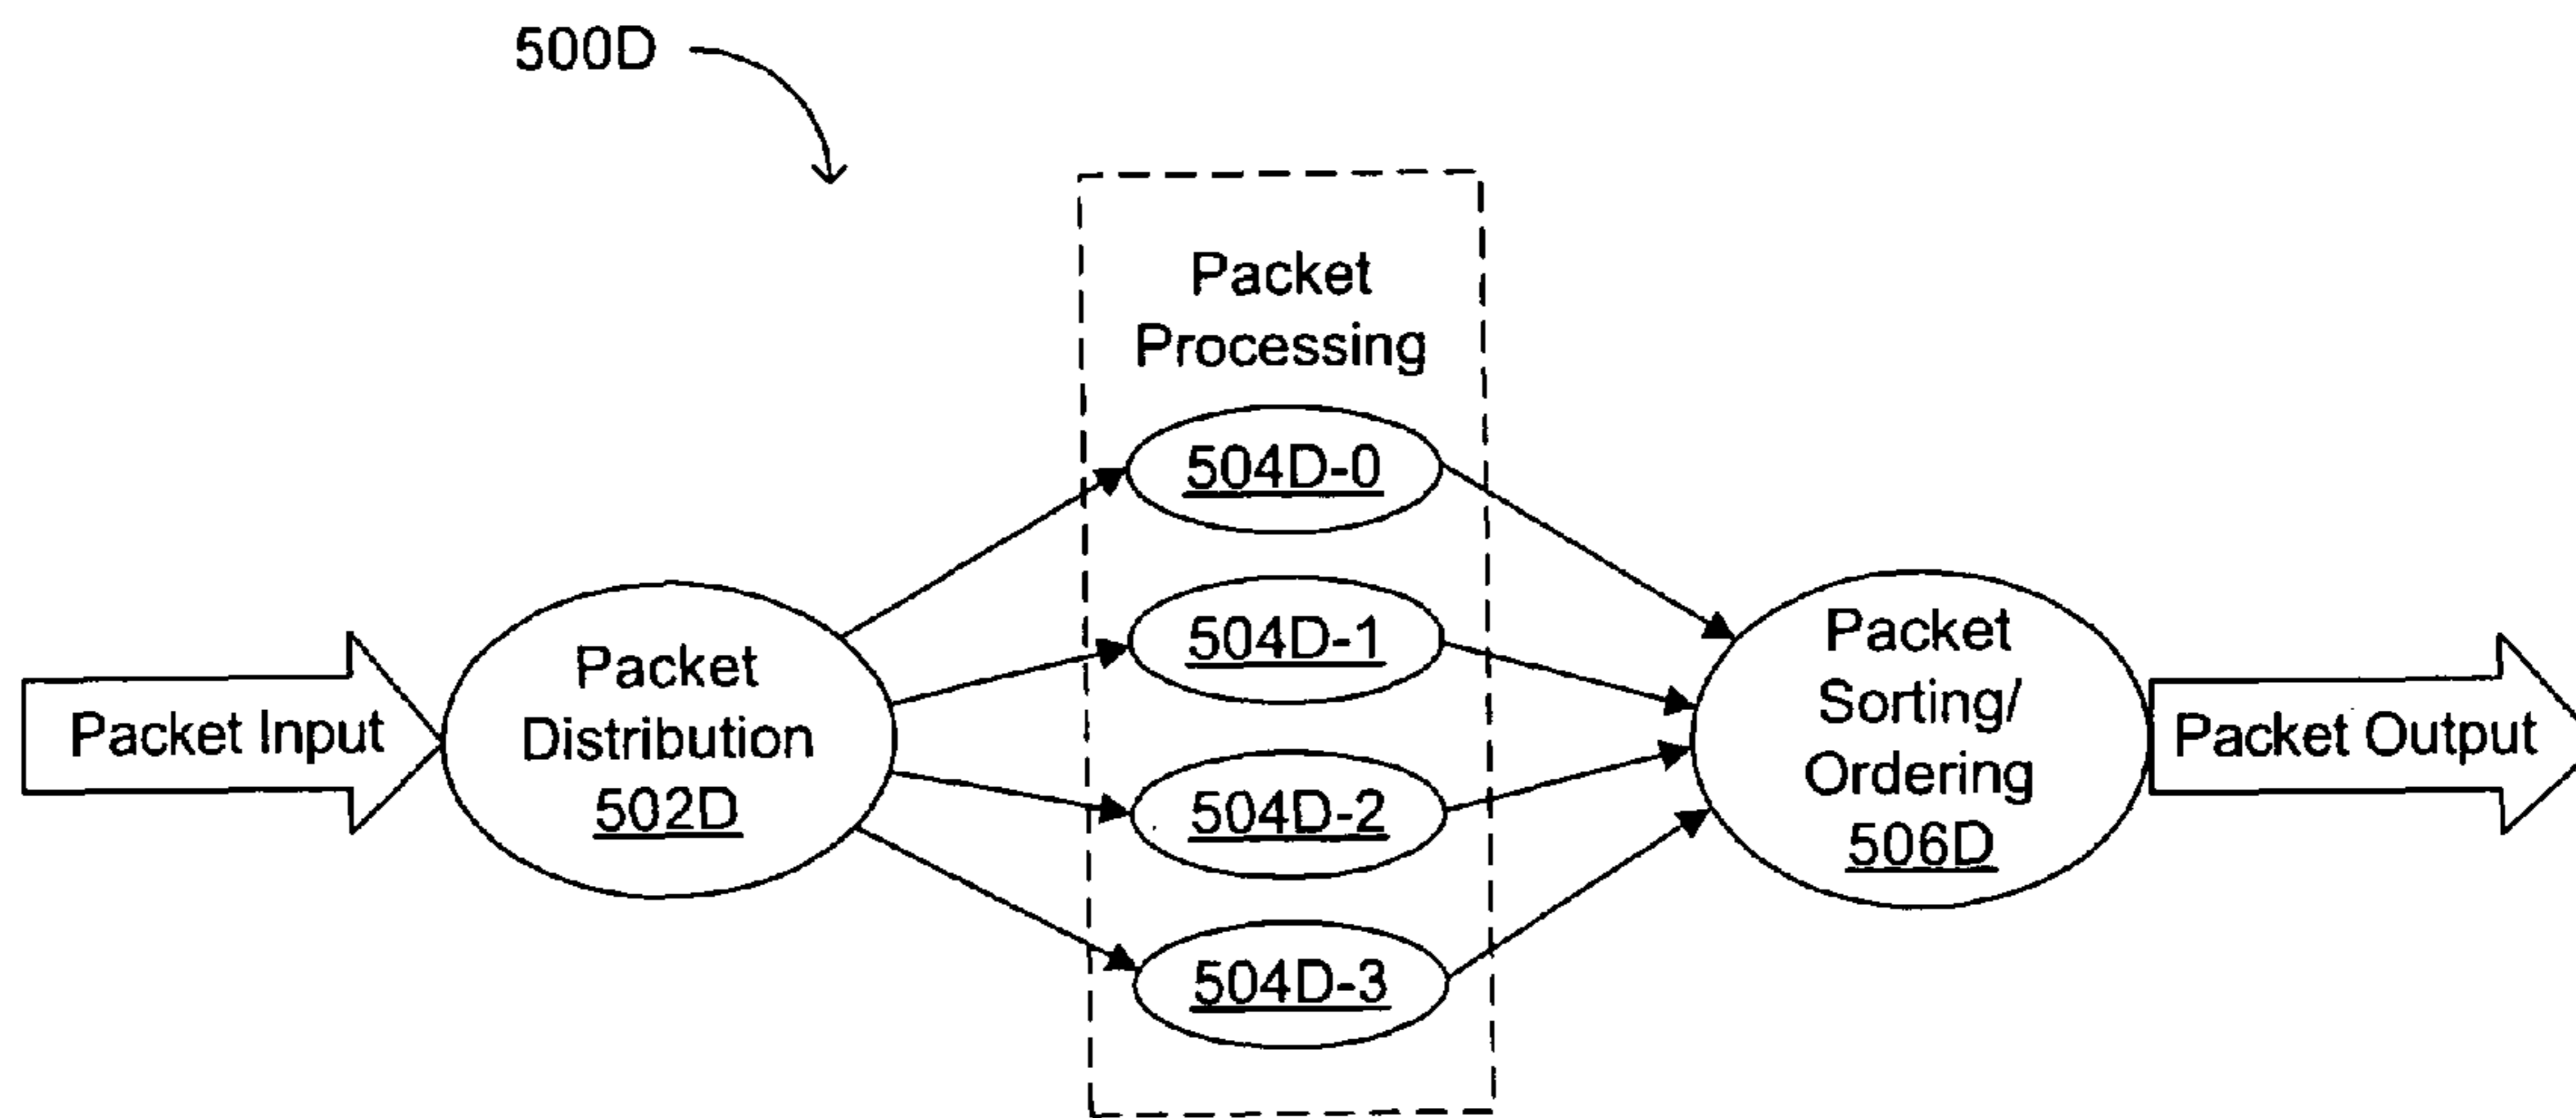 500D
Packet Input
Packet
Distribution
502D
Packet
Processing
504D-0
504D-1
504D-2
504D-3
Packet
Sorting/
Ordering
506D
Packet Output